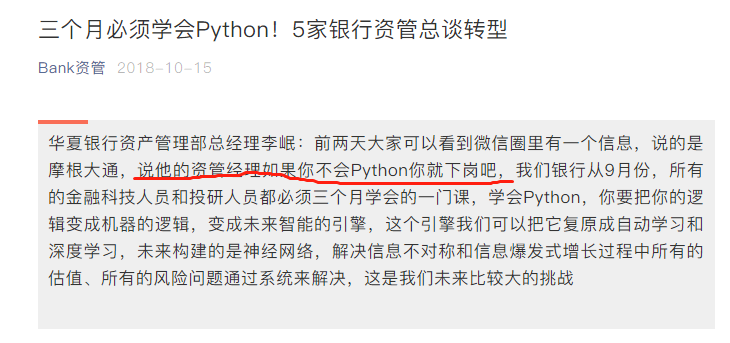 三个月必须学会Python！5家银行资管总谈转型
Bank资管 2018-10-15
华夏银行资产管理部总经理李岷：前两天大家可以看到微信圈里有一个信息，说的是
摩根大通，说他的资管经理如果你不会Python你就下岗吧，我们银行从9月份，所有
的金融科技人员和投研人员都必须三个月学会的一门课，学会Python，你要把你的逻
辑变成机器的逻辑，变成未来智能的引擎，这个引擎我们可以把它复原成自动学习和
深度学习，未来构建的是神经网络，解决信息不对称和信息爆发式增长过程中所有的
估值、所有的风险问题通过系统来解决，这是我们未来比较大的挑战